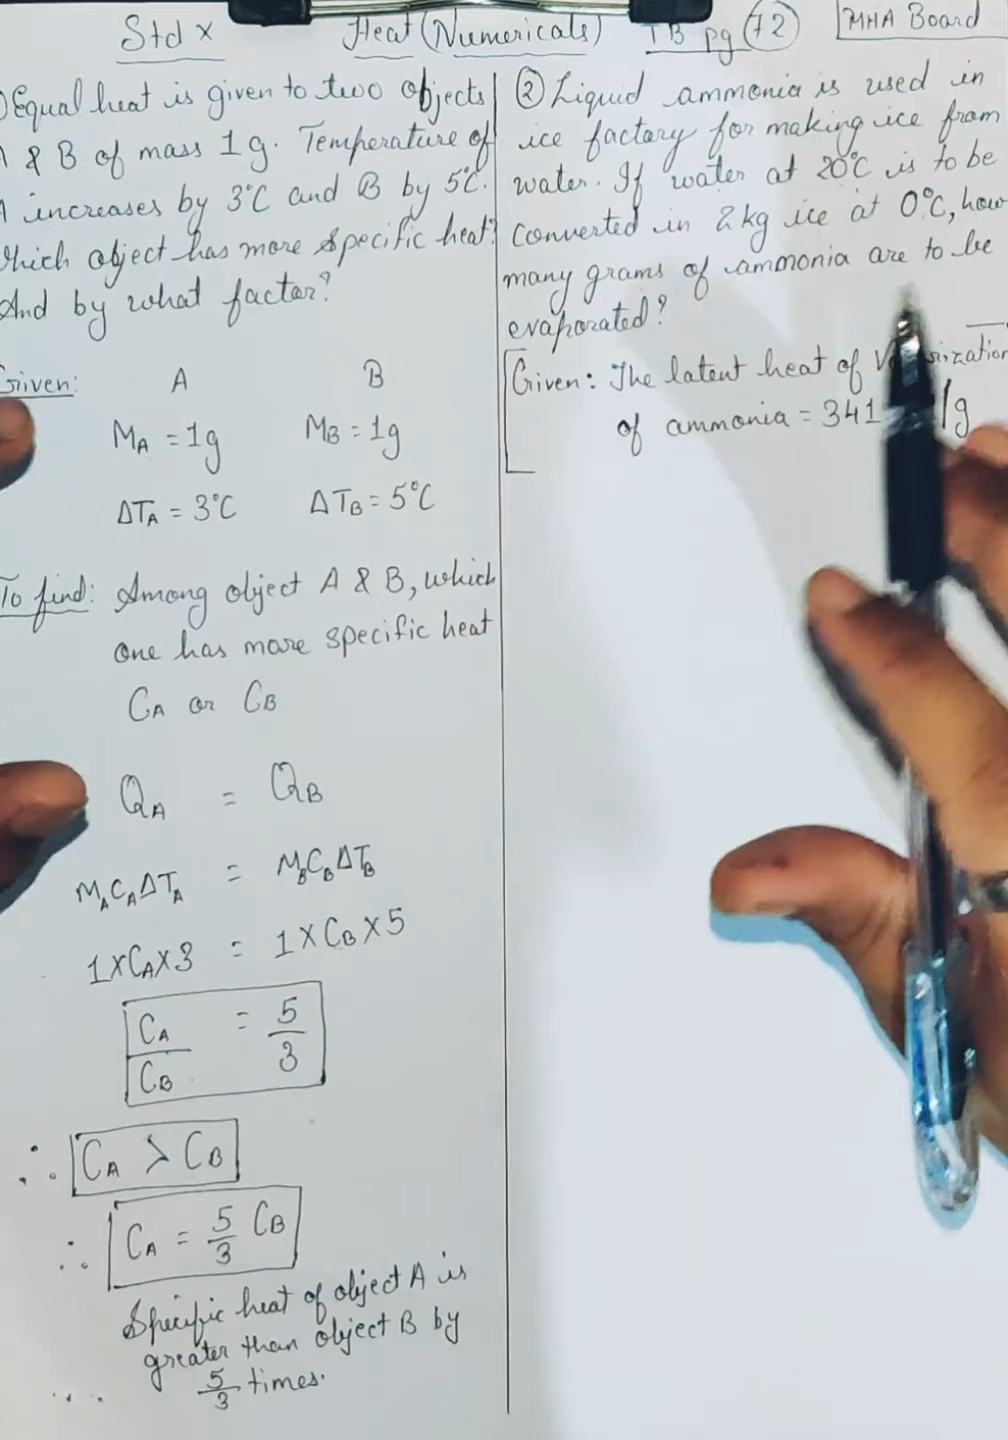 Std X
Heat (Numericals)
TB pg 72
MHA Board
Equal heat is given to two objects
& B of mass 1g. Temperature of
A increases by 3°C and B by 5°C.
Which object has more specific heat?
And by what factor?
Given:
A B
MA = 1g MB = 1g
ΔTA = 3°C ΔTB = 5°C
To find: Among object A & B, which
one has more specific heat
CA or CB
QA = QB
MACAΔTA = MBCBΔTB
1×CA×3 = 1×CB×5
CA/CB = 5/3
∴ CA > CB
∴ CA = 5/3 CB
Specific heat of object A is
greater than object B by
5/3 times.
② Liquid ammonia is used in
ice factory for making ice from
water. If water at 20°C is to be
converted in 2 kg ice at 0°C, how
many grams of ammonia are to be
evaporated?
Given: The latent heat of
of ammonia = 341 /g